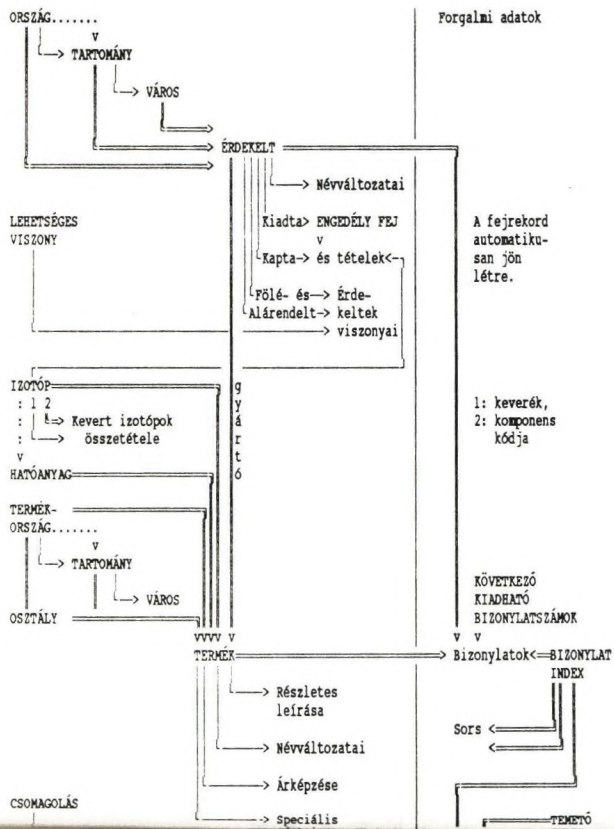 ORSZÁG.......
Forgalmi adatok
v
TARTOMÁNY
VÁROS
ÉRDEKELT
Névváltozatai
LEHETSÉGES
VISZONY
Kiadta> ENGEDÉLY FEJ
v
Kapta-> és tételek<-
A fejrekord
automatiku-
san jön
létre.
Fölé- és--> Érde-
Alárendelt-> keltek
viszonyai
IZOTÓP
: 1 2
: => Kevert izotópok
: --> összetétele
v
HATÓANYAG
gyártó
1: keverék,
2: komponens
kódja
TERMÉK-
ORSZÁG.......
v
TARTOMÁNY
VÁROS
OSZTÁLY
KÖVETKEZŐ
KIADHATÓ
BIZONYLATSZÁMOK
vvvv v
v v
TERMÉK
> Bizonylatok<==BIZONYLAT
INDEX
Részletes
leírása
Sors <
<
Névváltozatai
Árképzése
CSOMAGOLÁS
Speciális
TEMETŐ